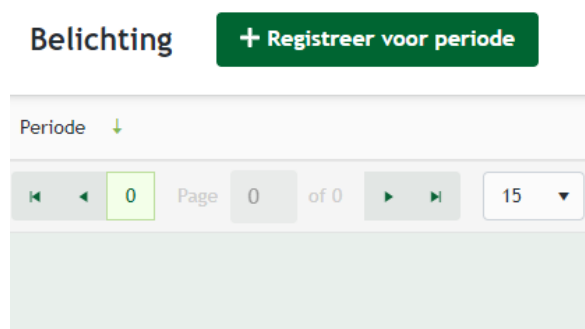 Belichting
+ Registreer voor periode
Periode ↓
0 Page 0 of 0 15